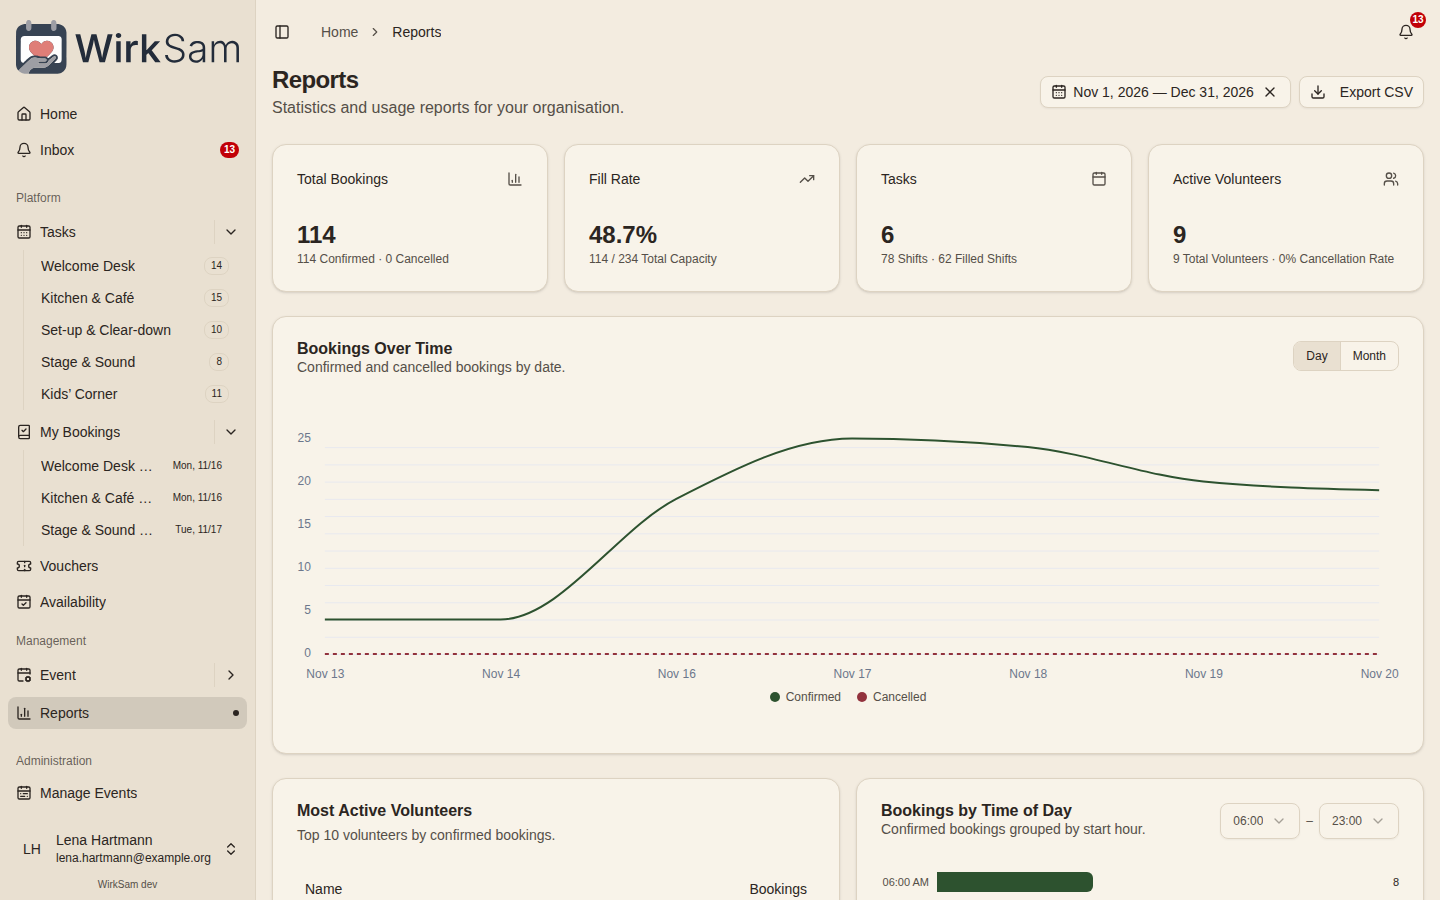 WirkSam
Home
Inbox
13
Platform
Tasks
Welcome Desk
14
Kitchen & Café
15
Set-up & Clear-down
10
Stage & Sound
8
Kids’ Corner
11
My Bookings
Welcome Desk …
Mon, 11/16
Kitchen & Café …
Mon, 11/16
Stage & Sound …
Tue, 11/17
Vouchers
Availability
Management
Event
Reports
Administration
Manage Events
LH
Lena Hartmann
lena.hartmann@example.org
WirkSam dev
Home
Reports
13
Reports
Statistics and usage reports for your organisation.
Nov 1, 2026 — Dec 31, 2026
Export CSV
Total Bookings
114
114 Confirmed · 0 Cancelled
Fill Rate
48.7%
114 / 234 Total Capacity
Tasks
6
78 Shifts · 62 Filled Shifts
Active Volunteers
9
9 Total Volunteers · 0% Cancellation Rate
Bookings Over Time
Confirmed and cancelled bookings by date.
Day
Month
25
20
15
10
5
0
Nov 13
Nov 14
Nov 16
Nov 17
Nov 18
Nov 19
Nov 20
Confirmed
Cancelled
Most Active Volunteers
Top 10 volunteers by confirmed bookings.
Name
Bookings
Bookings by Time of Day
Confirmed bookings grouped by start hour.
06:00
–
23:00
06:00 AM
8